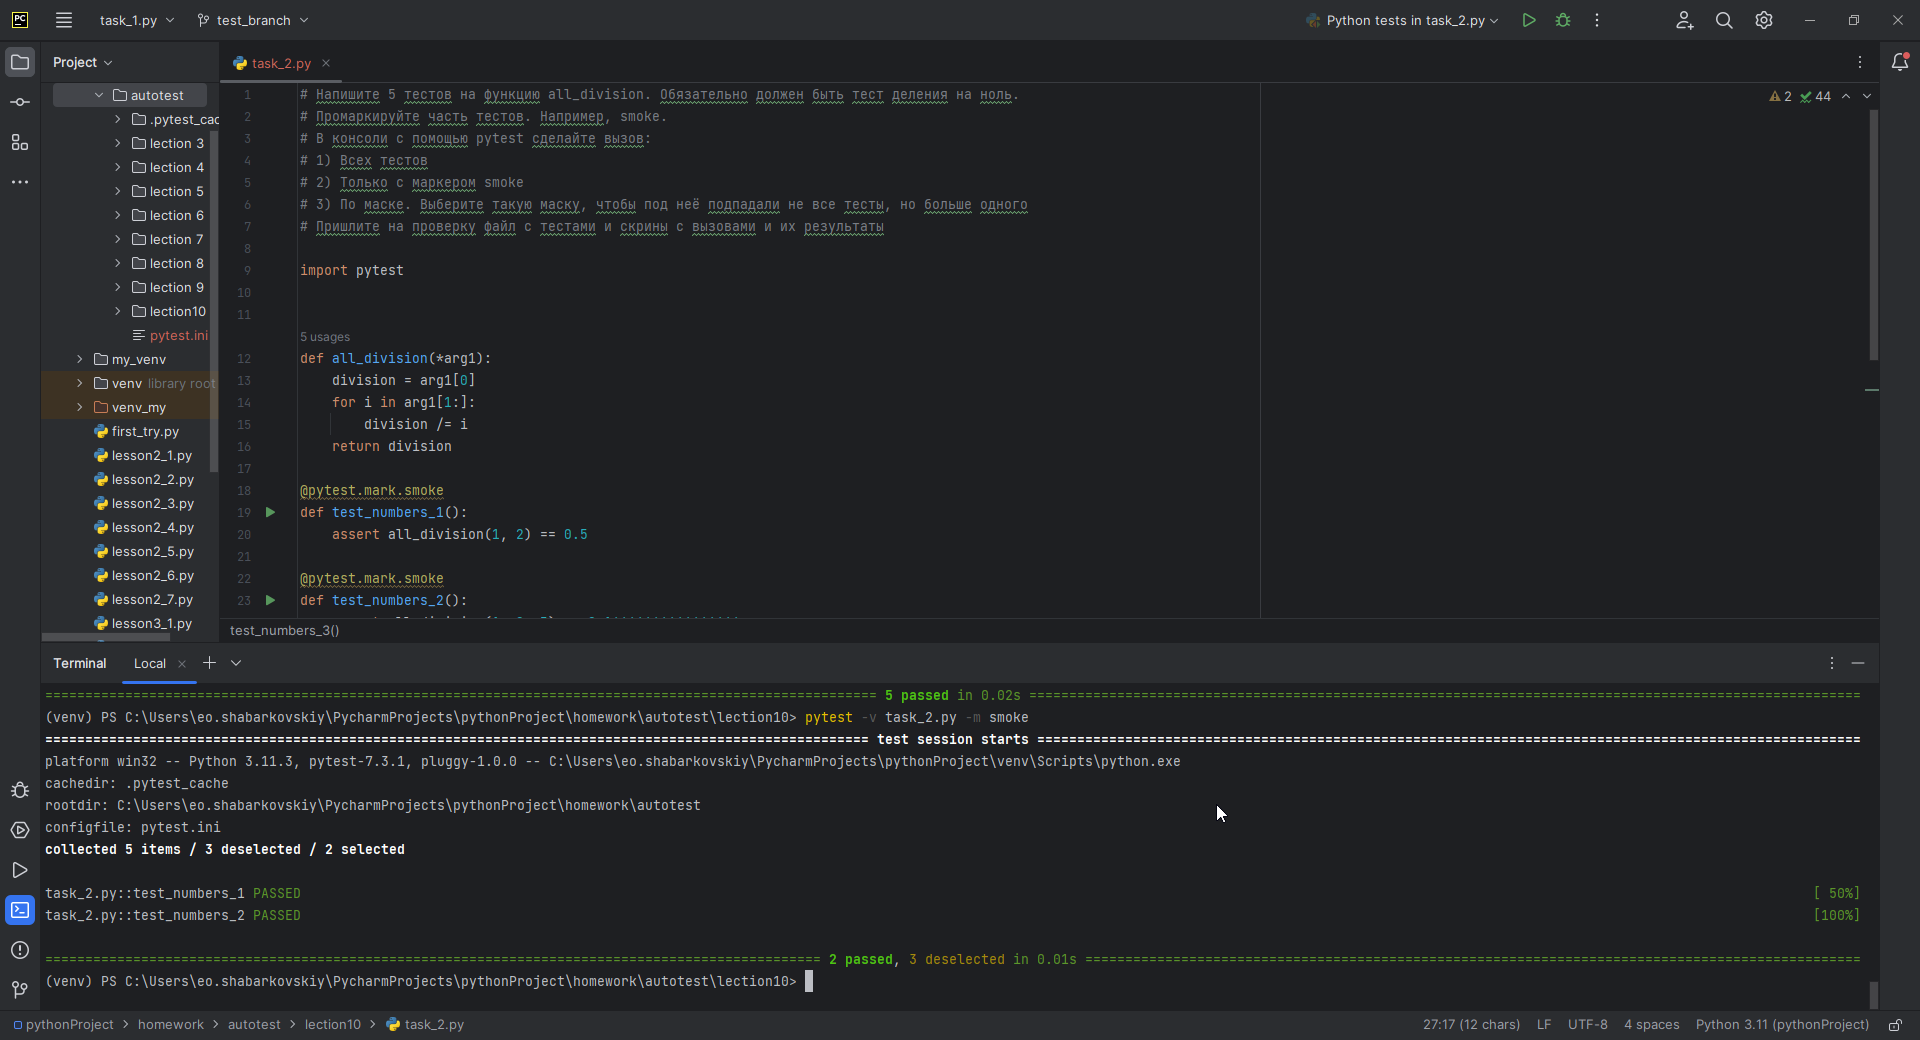 PC
task_1.py
test_branch
Python tests in task_2.py
Project
task_2.py
autotest
.pytest_cac
lection 3
lection 4
lection 5
lection 6
lection 7
lection 8
lection 9
lection10
pytest.ini
my_venv
venv library root
venv_my
first_try.py
lesson2_1.py
lesson2_2.py
lesson2_3.py
lesson2_4.py
lesson2_5.py
lesson2_6.py
lesson2_7.py
lesson3_1.py
2 44
1 # Напишите 5 тестов на функцию all_division. Обязательно должен быть тест деления на ноль.
2 # Промаркируйте часть тестов. Например, smoke.
3 # В консоли с помощью pytest сделайте вызов:
4 # 1) Всех тестов
5 # 2) Только с маркером smoke
6 # 3) По маске. Выберите такую маску, чтобы под неё подпадали не все тесты, но больше одного
7 # Пришлите на проверку файл с тестами и скрины с вызовами и их результаты
8
9 import pytest
10
11
5 usages
12 def all_division(*arg1):
13 division = arg1[0]
14 for i in arg1[1:]:
15 division /= i
16 return division
17
18 @pytest.mark.smoke
19 def test_numbers_1():
20 assert all_division(1, 2) == 0.5
21
22 @pytest.mark.smoke
23 def test_numbers_2():
test_numbers_3()
Terminal
Local
======== 5 passed in 0.02s ========
(venv) PS C:\Users\eo.shabarkovskiy\PycharmProjects\pythonProject\homework\autotest\lection10> pytest -v task_2.py -m smoke
======== test session starts ========
platform win32 -- Python 3.11.3, pytest-7.3.1, pluggy-1.0.0 -- C:\Users\eo.shabarkovskiy\PycharmProjects\pythonProject\venv\Scripts\python.exe
cachedir: .pytest_cache
rootdir: C:\Users\eo.shabarkovskiy\PycharmProjects\pythonProject\homework\autotest
configfile: pytest.ini
collected 5 items / 3 deselected / 2 selected
task_2.py::test_numbers_1 PASSED [ 50%]
task_2.py::test_numbers_2 PASSED [100%]
======== 2 passed, 3 deselected in 0.01s ========
(venv) PS C:\Users\eo.shabarkovskiy\PycharmProjects\pythonProject\homework\autotest\lection10>
pythonProject > homework > autotest > lection10 > task_2.py
27:17 (12 chars) LF UTF-8 4 spaces Python 3.11 (pythonProject)